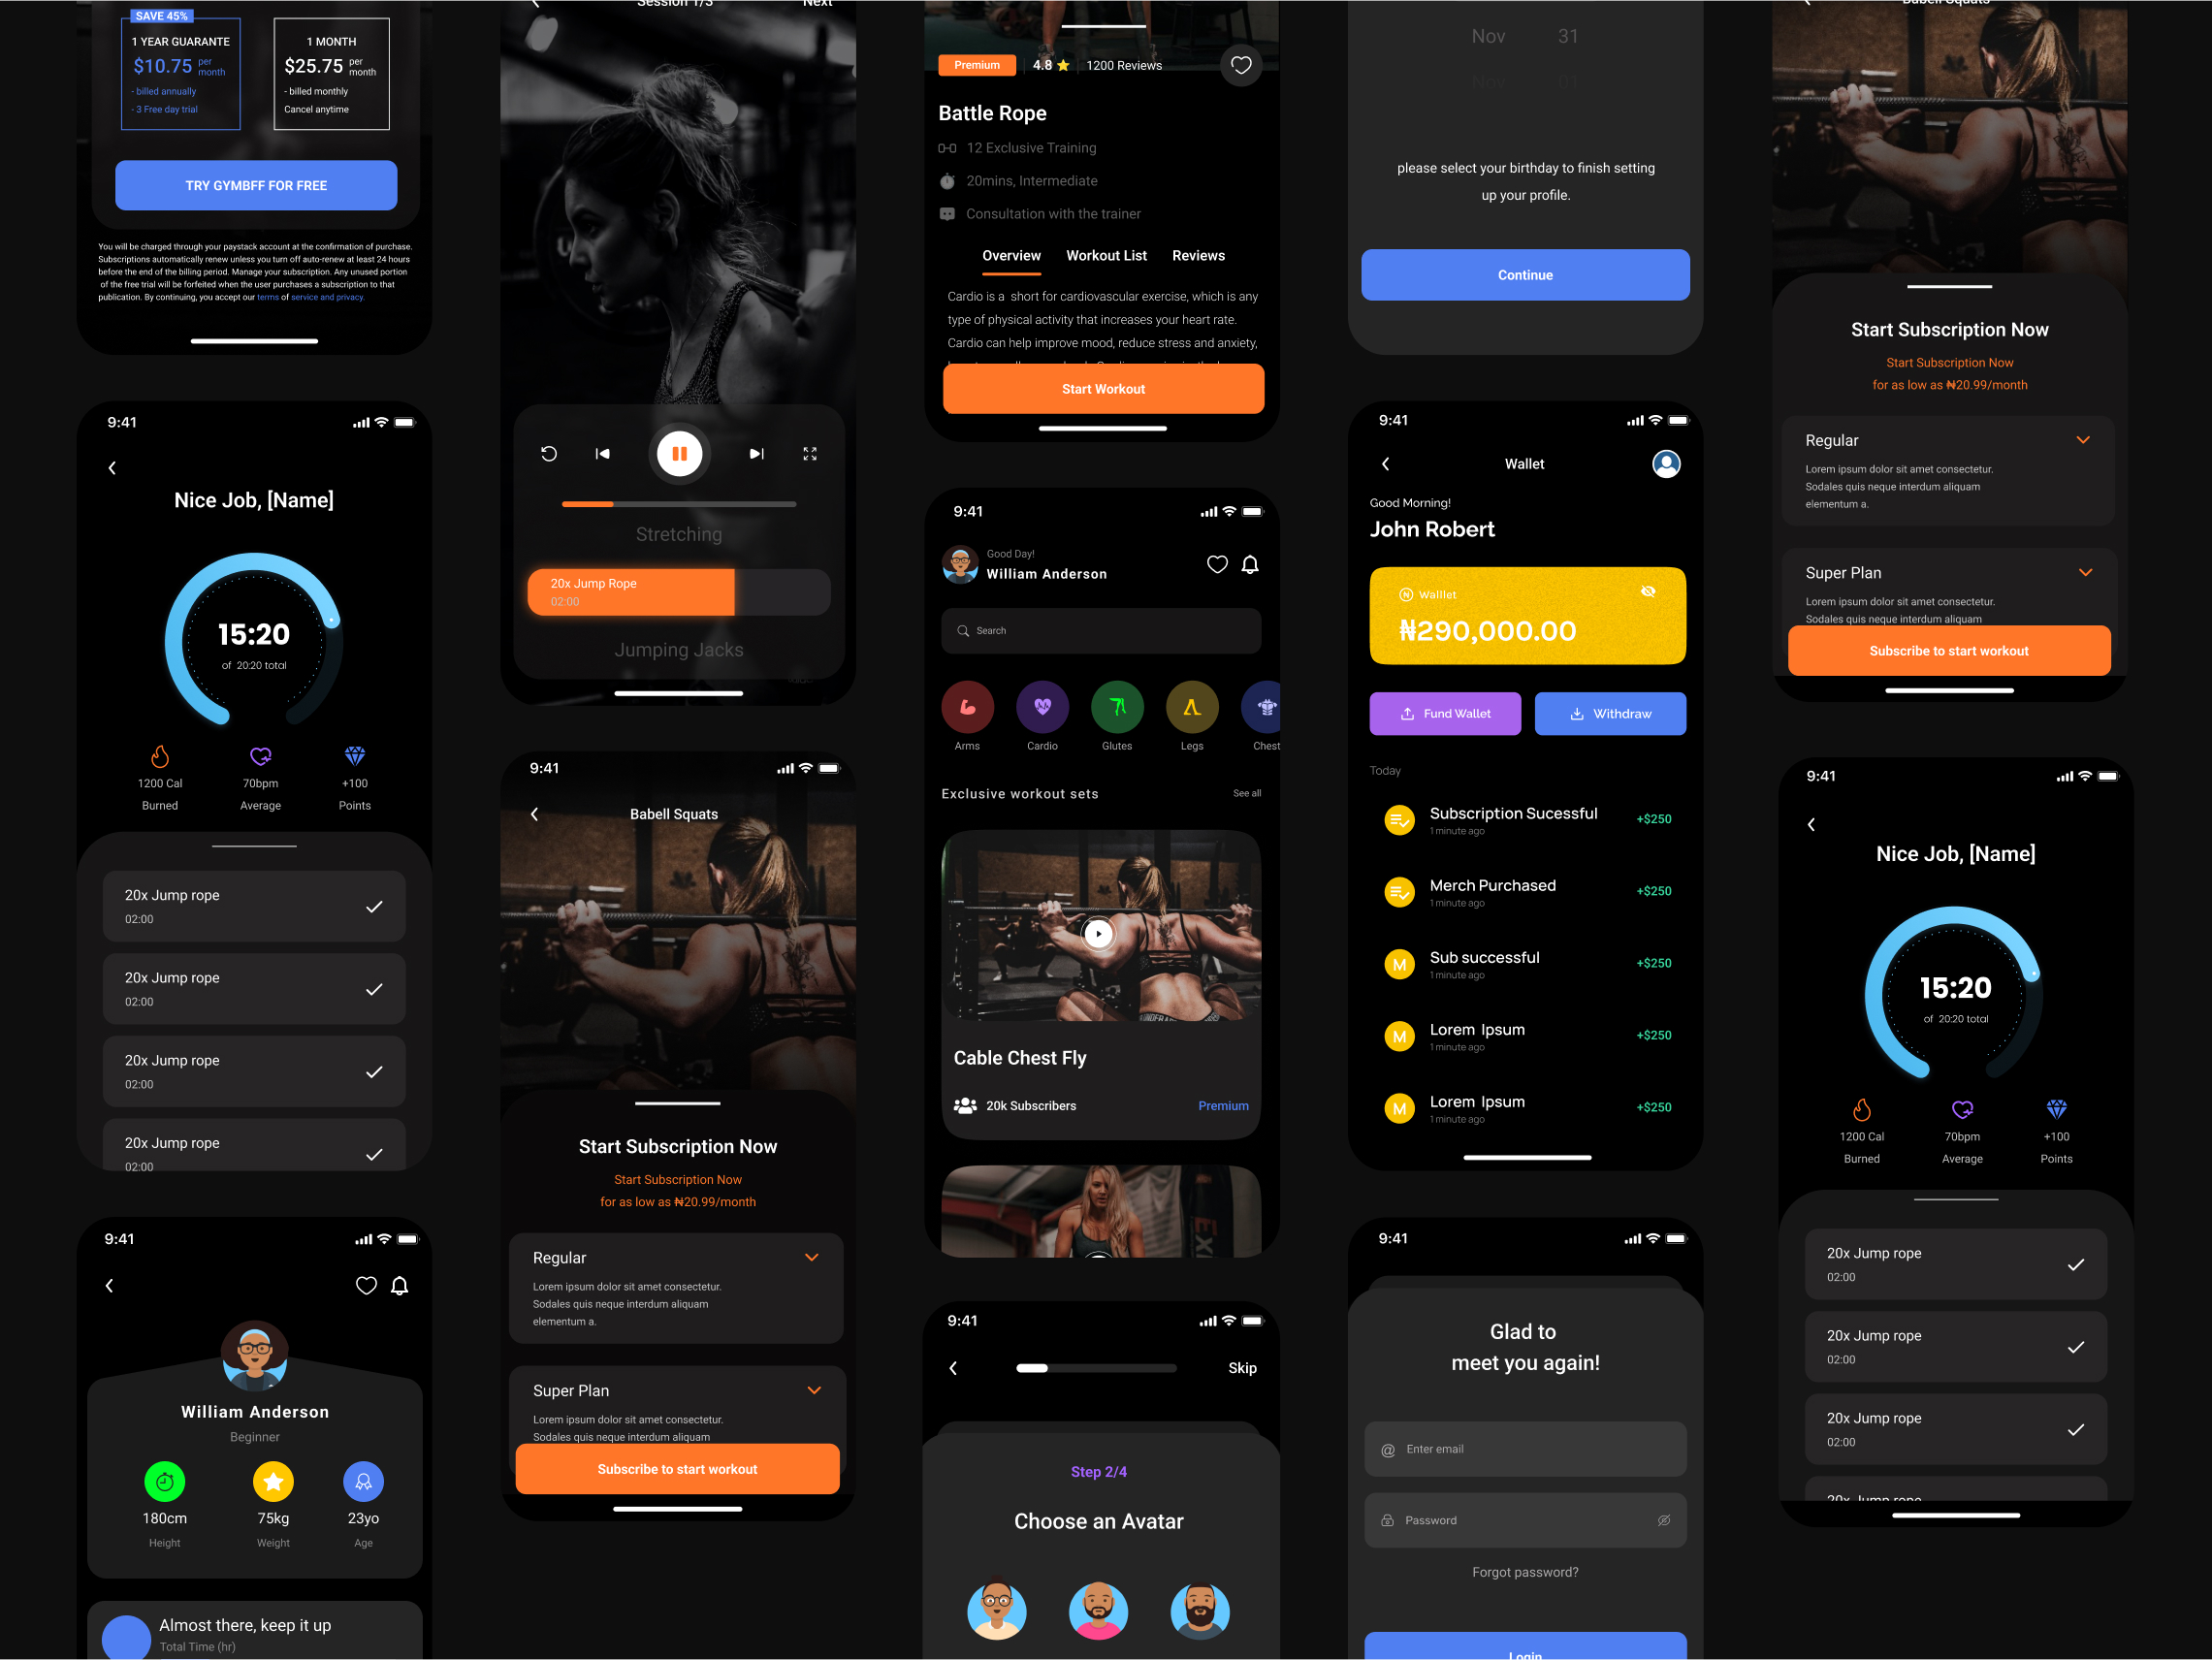 SAVE 45%
1 YEAR GUARANTE
$10.75 per month
- billed annually
- 3 Free day trial
1 MONTH
$25.75 per month
- billed monthly
Cancel anytime
TRY GYMBFF FOR FREE
You will be charged through your paystack account at the confirmation of purchase.
Subscriptions automatically renew unless you turn off auto-renew at least 24 hours
before the end of the billing period. Manage your subscription. Any unused portion
of the free trial will be forfeited when the user purchases a subscription to that
publication. By continuing, you accept our terms of service and privacy.
9:41
Nice Job, [Name]
15:20
of 20:20 total
1200 Cal
Burned
70bpm
Average
+100
Points
20x Jump rope
02:00
20x Jump rope
02:00
20x Jump rope
02:00
20x Jump rope
02:00
9:41
William Anderson
Beginner
180cm
Height
75kg
Weight
23yo
Age
Almost there, keep it up
Total Time (hr)
Session 1/3
Next
Stretching
20x Jump Rope
02:00
Jumping Jacks
9:41
Babell Squats
Start Subscription Now
Start Subscription Now
for as low as ₦20.99/month
Regular
Lorem ipsum dolor sit amet consectetur.
Sodales quis neque interdum aliquam
elementum a.
Super Plan
Lorem ipsum dolor sit amet consectetur.
Sodales quis neque interdum aliquam
Subscribe to start workout
Premium
4.8
1200 Reviews
Battle Rope
12 Exclusive Training
20mins, Intermediate
Consultation with the trainer
Overview
Workout List
Reviews
Cardio is a short for cardiovascular exercise, which is any
type of physical activity that increases your heart rate.
Cardio can help improve mood, reduce stress and anxiety,
Start Workout
9:41
Good Day!
William Anderson
Search
Arms
Cardio
Glutes
Legs
Chest
Exclusive workout sets
See all
Cable Chest Fly
20k Subscribers
Premium
9:41
Skip
Step 2/4
Choose an Avatar
Nov 31
Nov 01
please select your birthday to finish setting
up your profile.
Continue
9:41
Wallet
Good Morning!
John Robert
N Walllet
₦290,000.00
Fund Wallet
Withdraw
Today
Subscription Sucessful
1 minute ago
+$250
Merch Purchased
1 minute ago
+$250
M
Sub successful
1 minute ago
+$250
M
Lorem Ipsum
1 minute ago
+$250
M
Lorem Ipsum
1 minute ago
+$250
9:41
Glad to
meet you again!
@ Enter email
Password
Forgot password?
Login
Babell Squats
Start Subscription Now
Start Subscription Now
for as low as ₦20.99/month
Regular
Lorem ipsum dolor sit amet consectetur.
Sodales quis neque interdum aliquam
elementum a.
Super Plan
Lorem ipsum dolor sit amet consectetur.
Sodales quis neque interdum aliquam
Subscribe to start workout
9:41
Nice Job, [Name]
15:20
of 20:20 total
1200 Cal
Burned
70bpm
Average
+100
Points
20x Jump rope
02:00
20x Jump rope
02:00
20x Jump rope
02:00
20x Jump rope